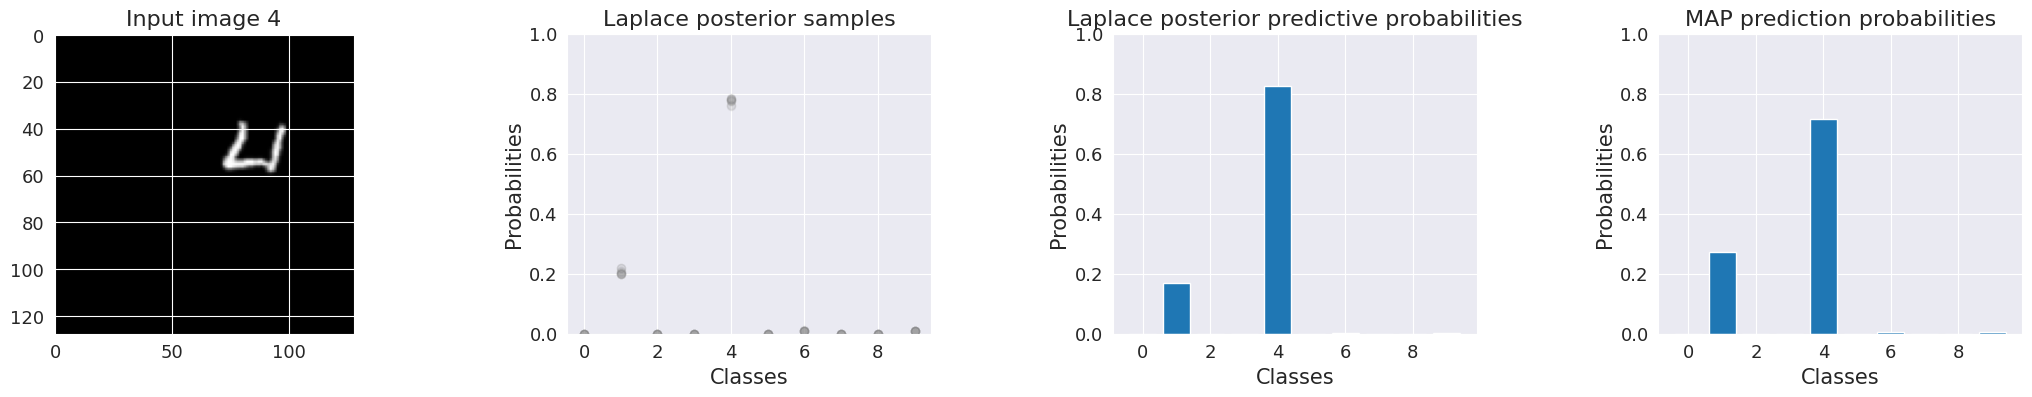 Input image 4
0
20
40
60
80
100
120
0 50 100
Laplace posterior samples
Probabilities
1.0
0.8
0.6
0.4
0.2
0.0
0 2 4 6 8
Classes
Laplace posterior predictive probabilities
Probabilities
1.0
0.8
0.6
0.4
0.2
0.0
0 2 4 6 8
Classes
MAP prediction probabilities
Probabilities
1.0
0.8
0.6
0.4
0.2
0.0
0 2 4 6 8
Classes
4